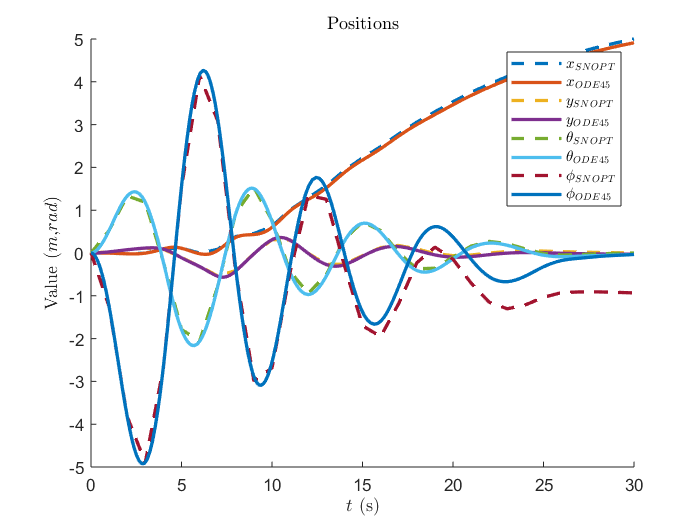 Positions
5
4
3
2
1
0
-1
-2
-3
-4
-5
Value (m,rad)
0 5 10 15 20 25 30
t (s)
x_SNOPT
x_ODE45
y_SNOPT
y_ODE45
θ_SNOPT
θ_ODE45
ϕ_SNOPT
ϕ_ODE45